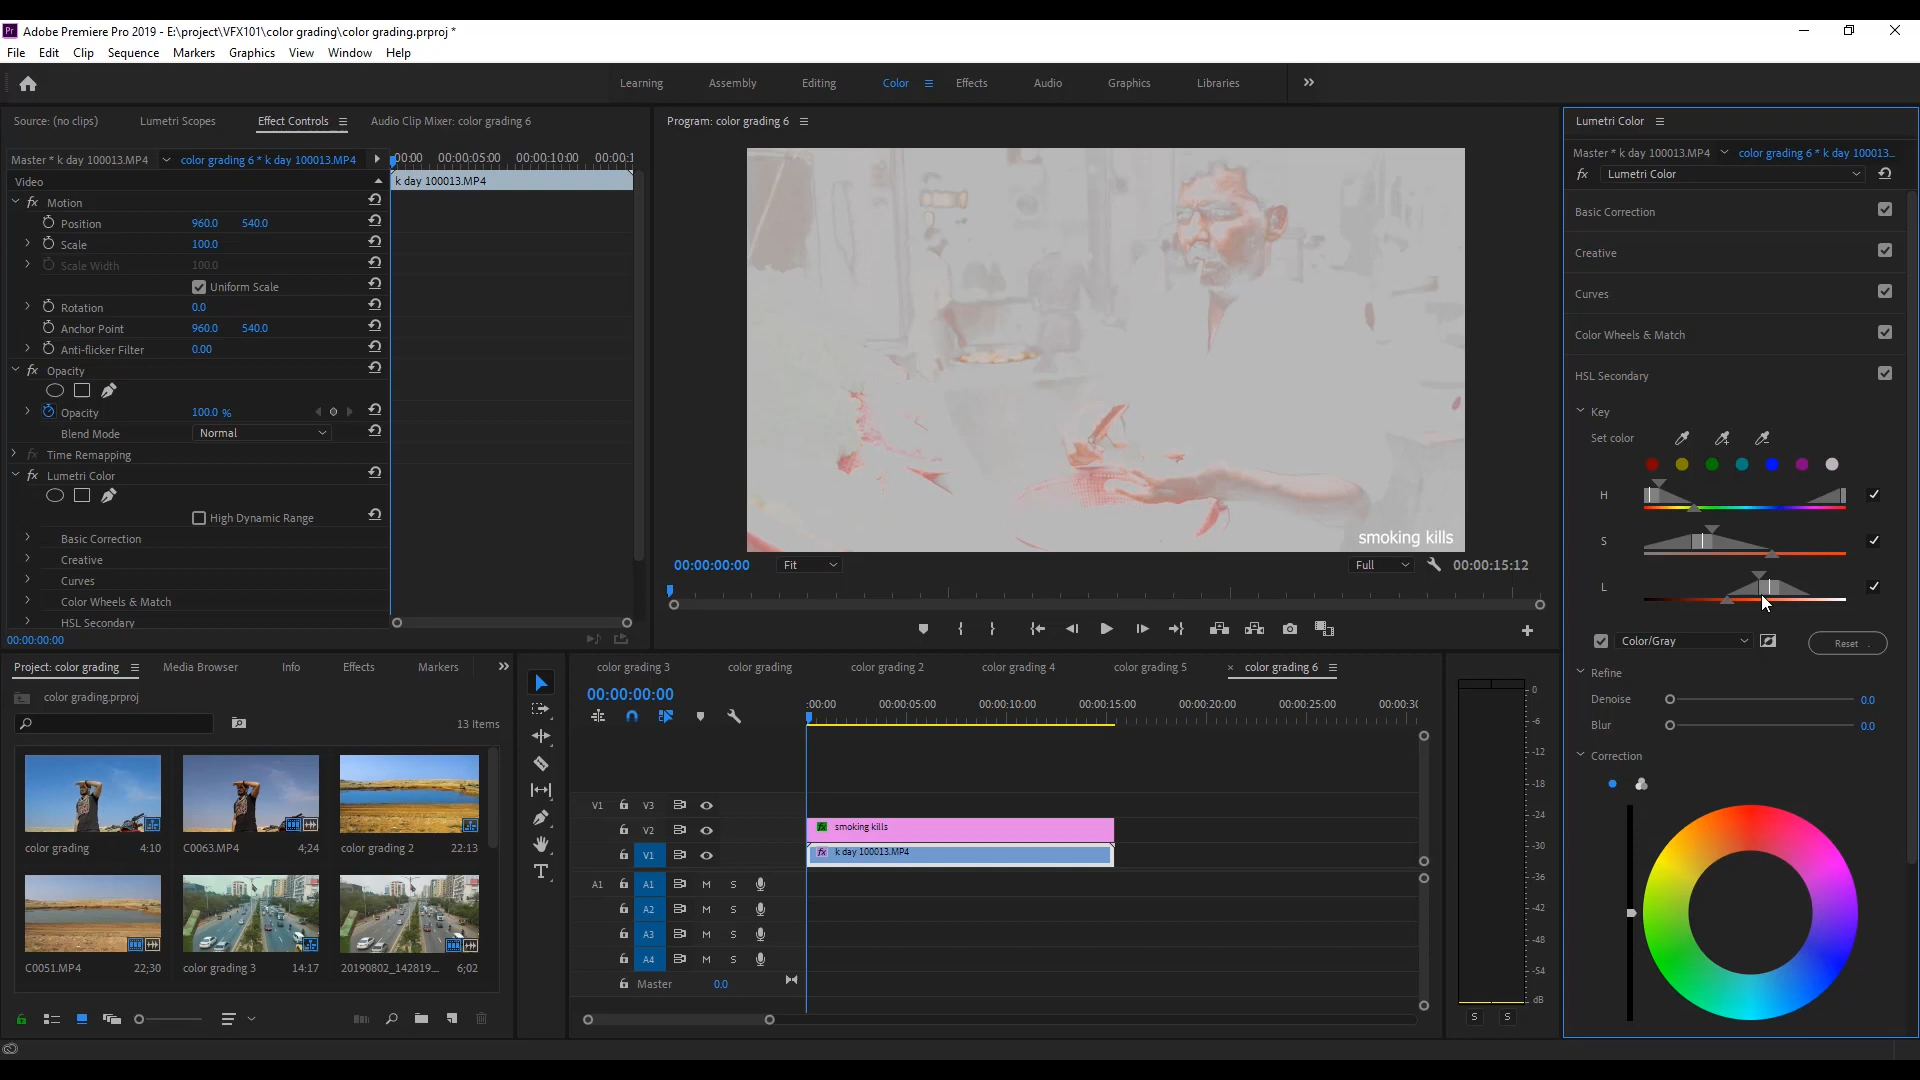 Adobe Premiere Pro 2019 - E:\project\VFX101\color grading\color grading.prproj *
File Edit Clip Sequence Markers Graphics View Window Help
Learning Assembly Editing Color Effects Audio Graphics Libraries
Source: (no clips) Lumetri Scopes Effect Controls Audio Clip Mixer: color grading 6
Master * k day 100013.MP4 color grading 6 * k day 100013.MP4
:00:00 00:00:05:00 00:00:10:00 00:00:1
Video
k day 100013.MP4
fx Motion
Position 960.0 540.0
Scale 100.0
Scale Width 100.0
Uniform Scale
Rotation 0.0
Anchor Point 960.0 540.0
Anti-flicker Filter 0.00
fx Opacity
Opacity 100.0 %
Blend Mode Normal
fx Time Remapping
fx Lumetri Color
High Dynamic Range
Basic Correction
Creative
Curves
Color Wheels & Match
HSL Secondary
00:00:00:00
Program: color grading 6
smoking kills
00:00:00:00 Fit Full 00:00:15:12
Lumetri Color
Master * k day 100013.MP4 color grading 6 * k day 100013...
fx Lumetri Color
Basic Correction
Creative
Curves
Color Wheels & Match
HSL Secondary
Key
Set color
H
S
L
Color/Gray Reset
Refine
Denoise 0.0
Blur 0.0
Correction
Project: color grading Media Browser Info Effects Markers
color grading.prproj
13 Items
color grading 4:10
C0063.MP4 4;24
color grading 2 22:13
C0051.MP4 22;30
color grading 3 14:17
20190802_142819... 6;02
color grading 3 color grading color grading 2 color grading 4 color grading 5 × color grading 6
00:00:00:00
:00:00 00:00:05:00 00:00:10:00 00:00:15:00 00:00:20:00 00:00:25:00 00:00:30
V1 V3
V2 fx smoking kills
V1 fx k day 100013.MP4
A1 A1 M S
A2 M S
A3 M S
A4 M S
Master 0.0
0
-6
-12
-18
-24
-30
-36
-42
-48
-54
dB
S S